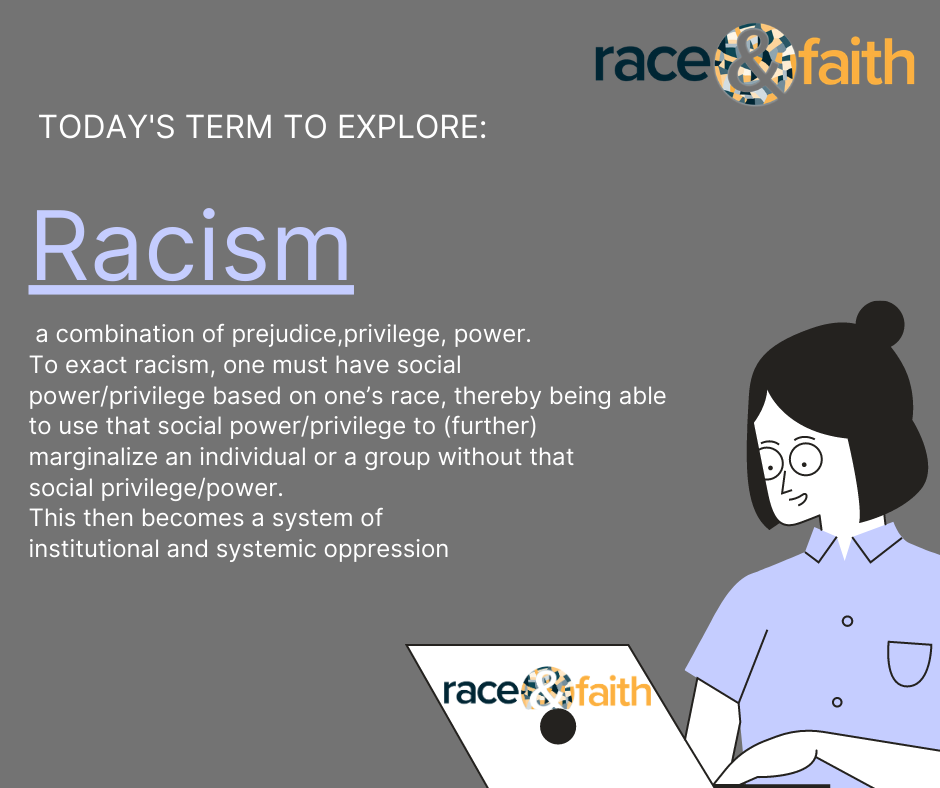 race&faith
TODAY'S TERM TO EXPLORE:
Racism
a combination of prejudice,privilege, power.
To exact racism, one must have social
power/privilege based on one’s race, thereby being able
to use that social power/privilege to (further)
marginalize an individual or a group without that
social privilege/power.
This then becomes a system of
institutional and systemic oppression
race&faith